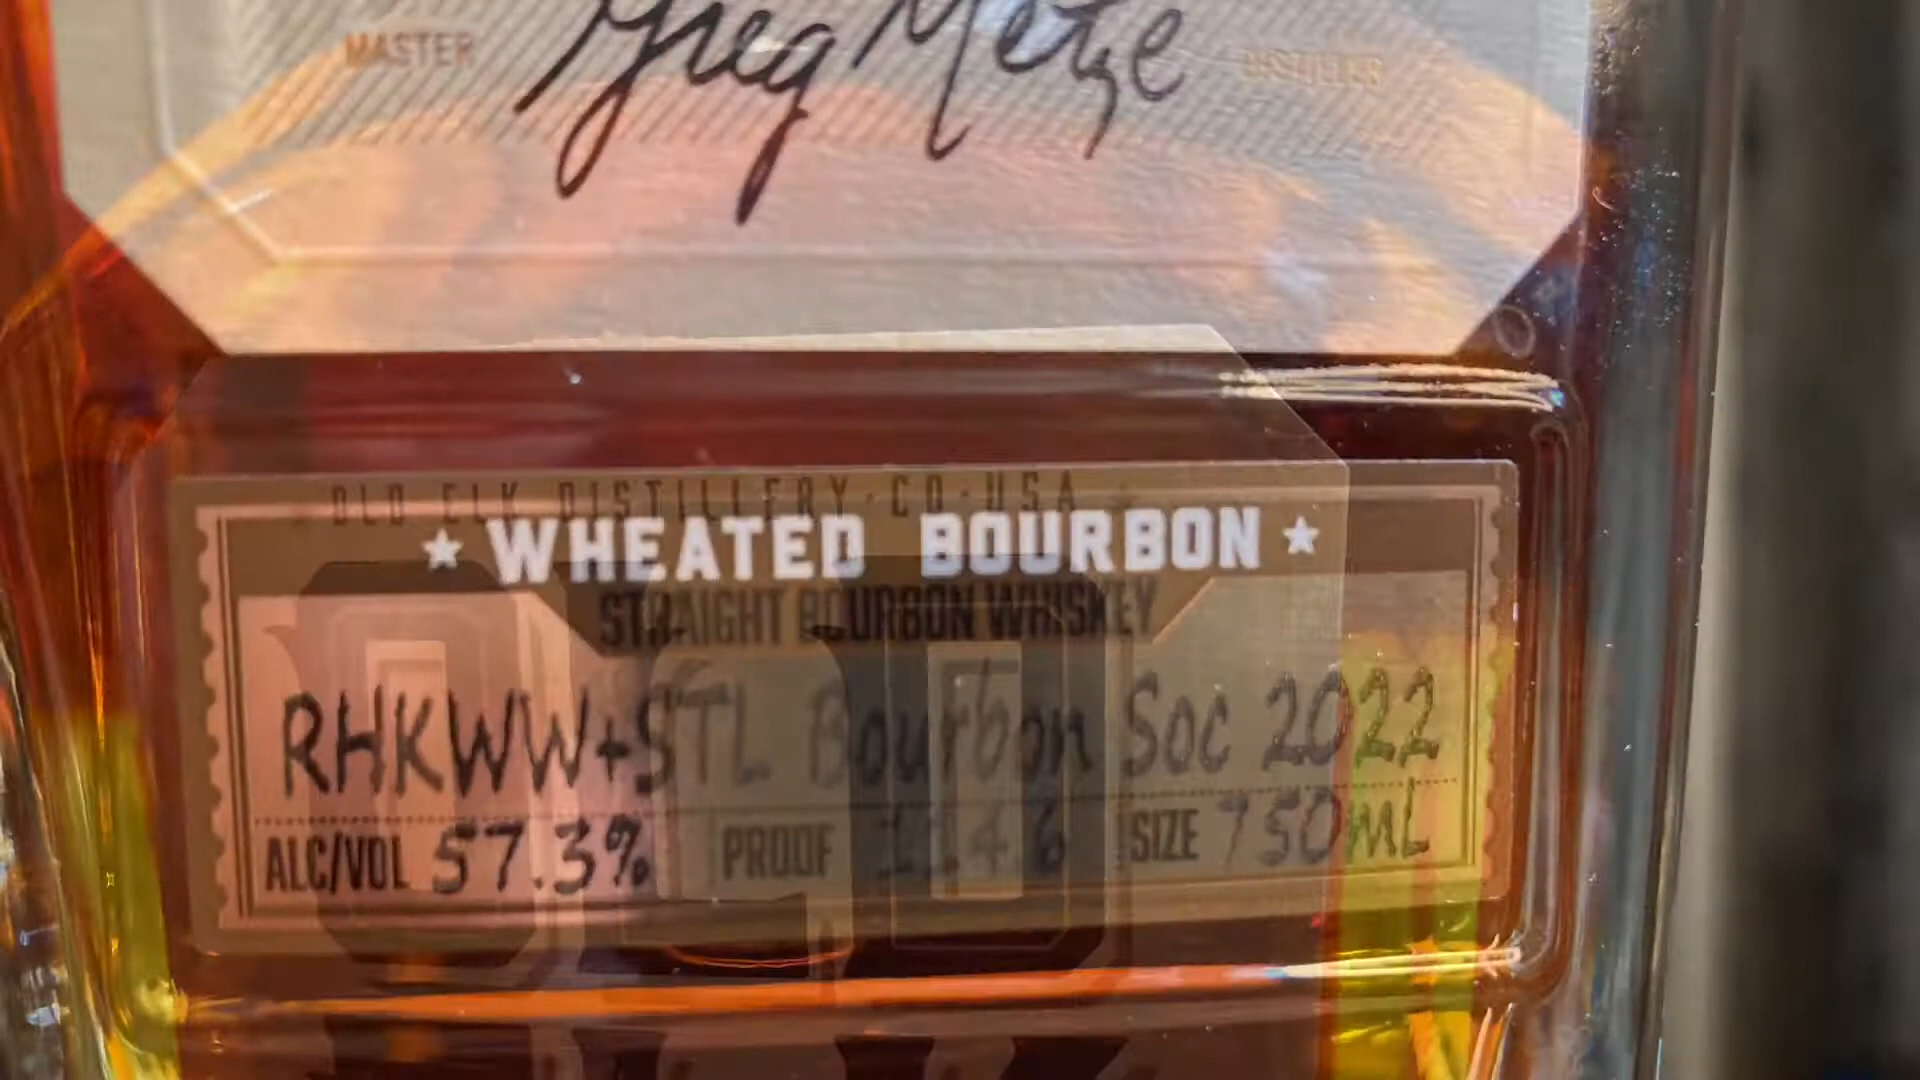 MASTER Greg Metze DISTILLER
OLD ELK DISTILLERY · CO · USA
★ WHEATED BOURBON ★
STRAIGHT BOURBON WHISKEY
RHKWW+STL Bourbon Soc 2022
ALC/VOL 57.3% PROOF 114.6 SIZE 750ML